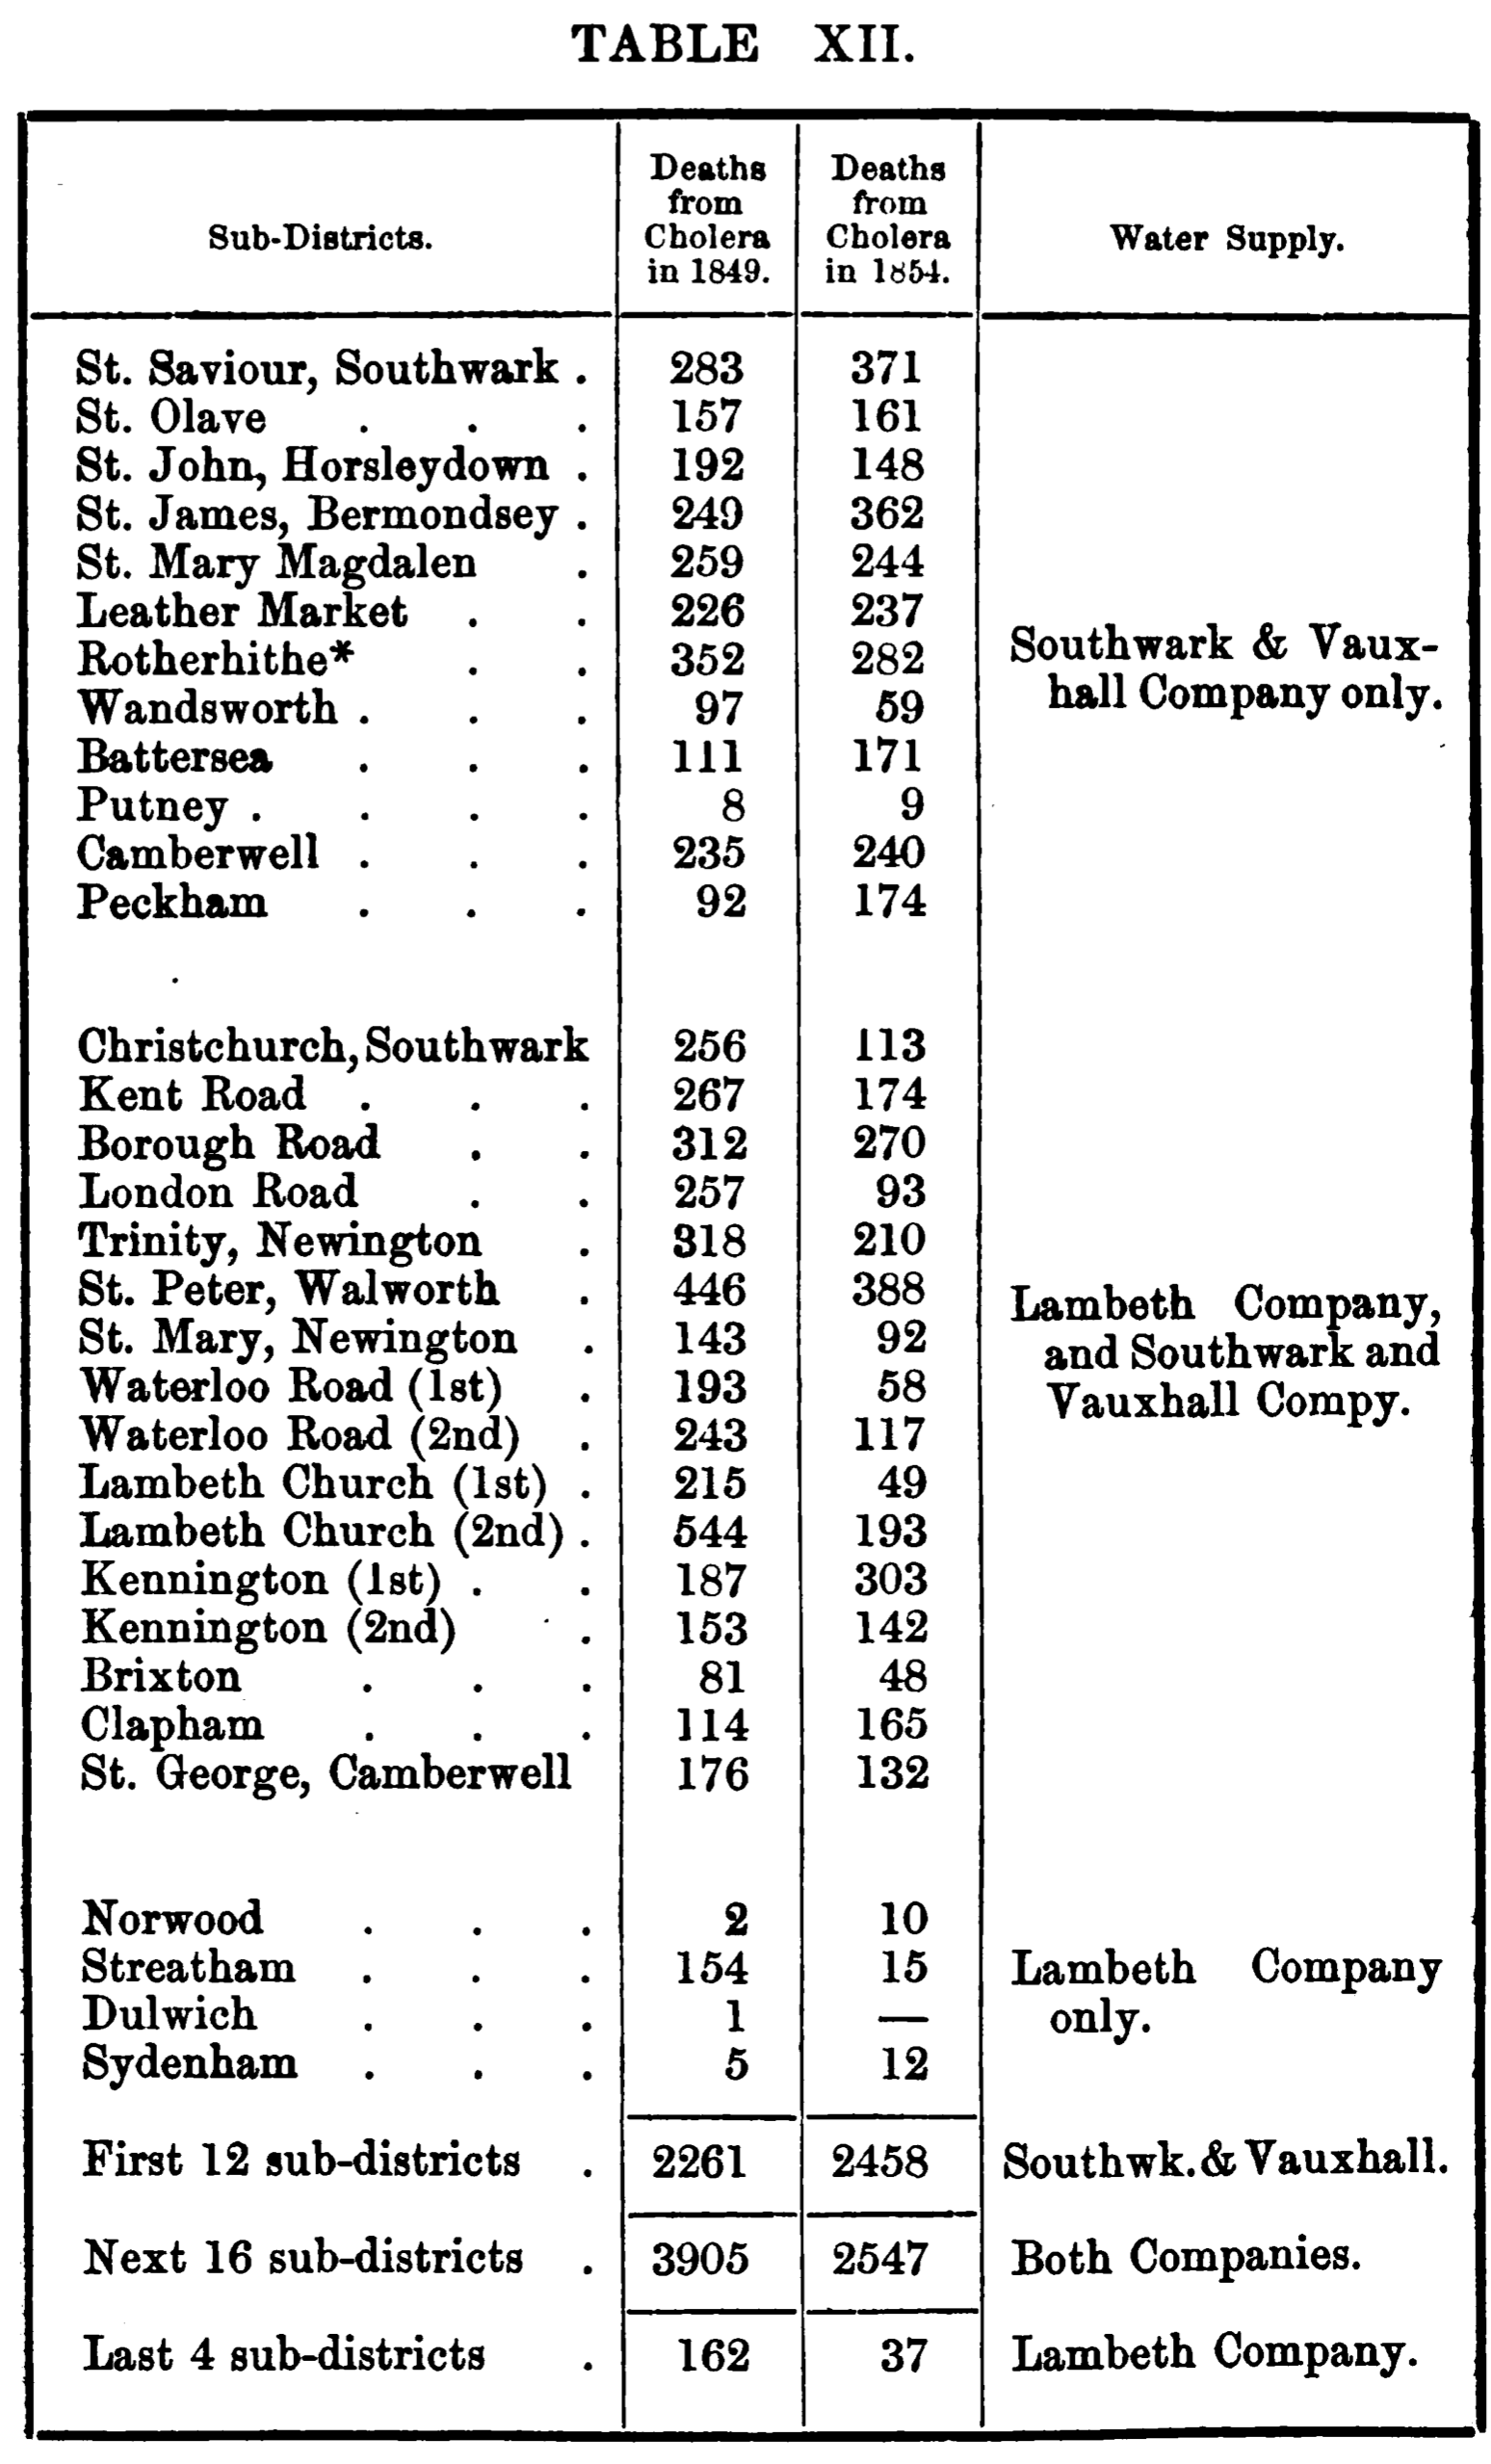 TABLE XII.
Sub-Districts.
Deaths
from
Cholera
in 1849.
Deaths
from
Cholera
in 1854.
Water Supply.
St. Saviour, Southwark . 283 371
St. Olave . . . 157 161
St. John, Horsleydown . 192 148
St. James, Bermondsey . 249 362
St. Mary Magdalen . 259 244
Leather Market . . 226 237
Rotherhithe* . . 352 282
Wandsworth . . . 97 59
Battersea . . . 111 171
Putney . . . . 8 9
Camberwell . . . 235 240
Peckham . . . 92 174
Southwark & Vaux-
hall Company only.
Christchurch, Southwark 256 113
Kent Road . . . 267 174
Borough Road . . 312 270
London Road . . 257 93
Trinity, Newington . 318 210
St. Peter, Walworth . 446 388
St. Mary, Newington . 143 92
Waterloo Road (1st) . 193 58
Waterloo Road (2nd) . 243 117
Lambeth Church (1st) . 215 49
Lambeth Church (2nd) . 544 193
Kennington (1st) . . 187 303
Kennington (2nd) . 153 142
Brixton . . . 81 48
Clapham . . . 114 165
St. George, Camberwell 176 132
Lambeth Company,
and Southwark and
Vauxhall Compy.
Norwood . . . 2 10
Streatham . . . 154 15
Dulwich . . . 1 —
Sydenham . . . 5 12
Lambeth Company
only.
First 12 sub-districts . 2261 2458 Southwk. & Vauxhall.
Next 16 sub-districts . 3905 2547 Both Companies.
Last 4 sub-districts . 162 37 Lambeth Company.